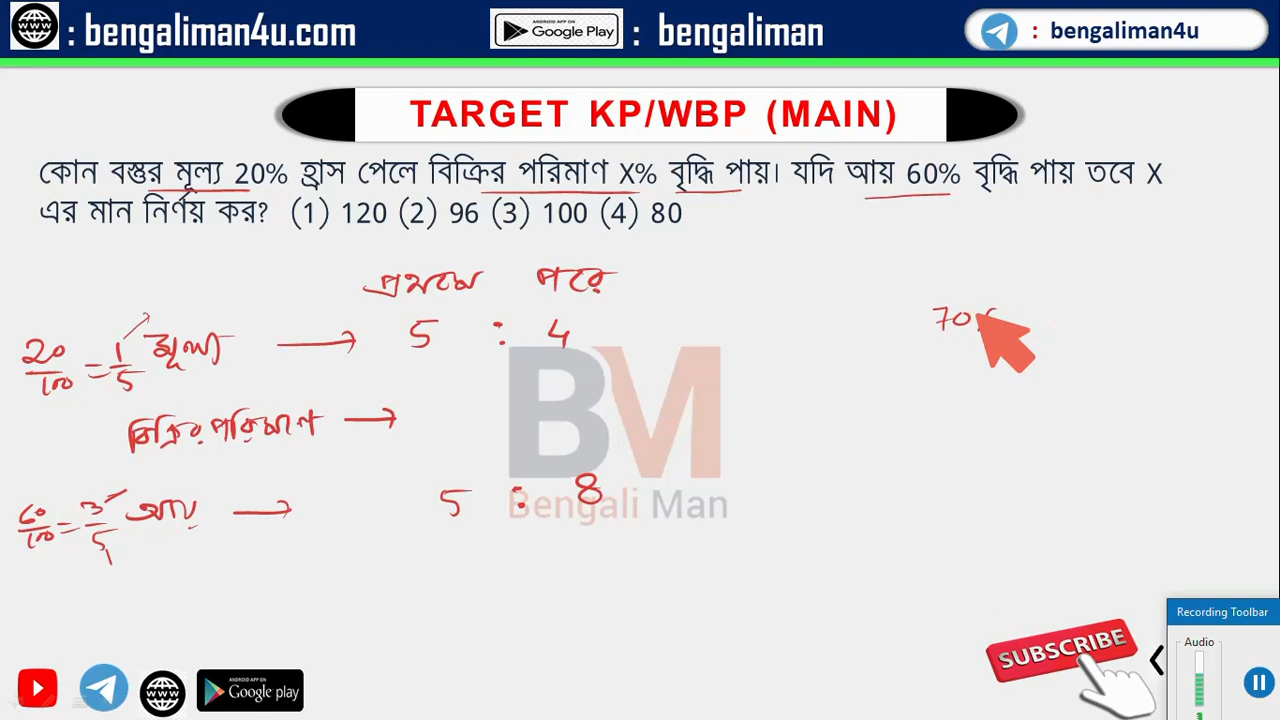 : bengaliman4u.com
ANDROID APP ON
Google Play
: bengaliman
: bengaliman4u
TARGET KP/WBP (MAIN)
কোন বস্তুর মূল্য 20% হ্রাস পেলে বিক্রির পরিমাণ X% বৃদ্ধি পায়। যদি আয় 60% বৃদ্ধি পায় তবে X
এর মান নির্ণয় কর? (1) 120 (2) 96 (3) 100 (4) 80
প্রথমে পরে
20/100 = 1/5 মূল্য → 5 : 4
70
বিক্রির পরিমাণ →
60/100 = 3/5 আয় → 5 : 8
BM
Bengali Man
Recording Toolbar
Audio
SUBSCRIBE
Google play